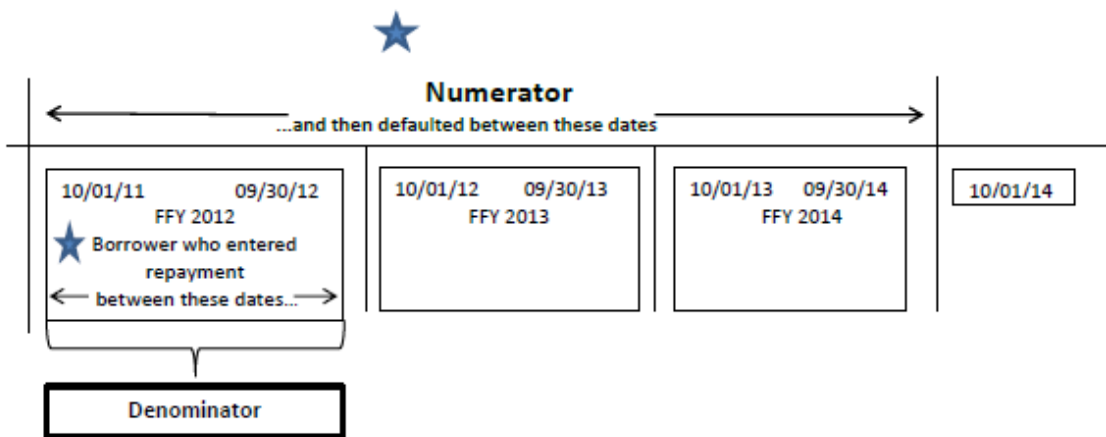 Numerator
...and then defaulted between these dates
10/01/11 09/30/12
FFY 2012
Borrower who entered
repayment
between these dates...
10/01/12 09/30/13
FFY 2013
10/01/13 09/30/14
FFY 2014
10/01/14
Denominator